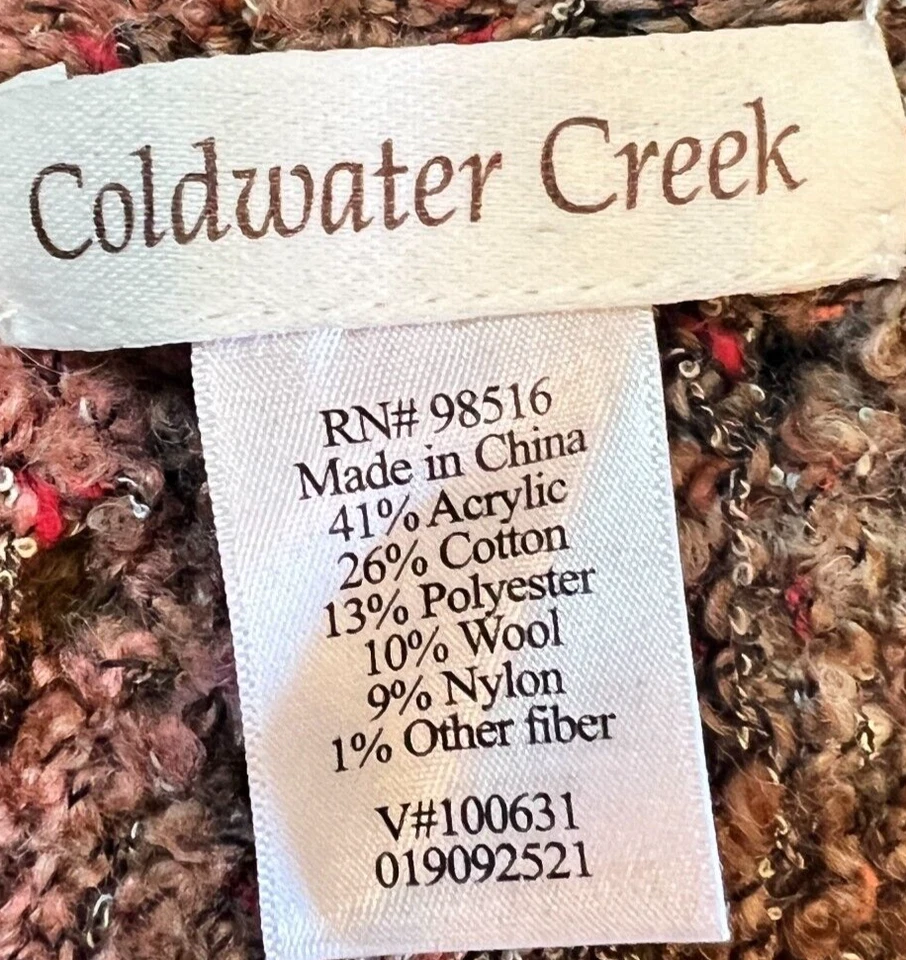 Coldwater Creek
RN# 98516
Made in China
41% Acrylic
26% Cotton
13% Polyester
10% Wool
9% Nylon
1% Other fiber
V#100631
019092521